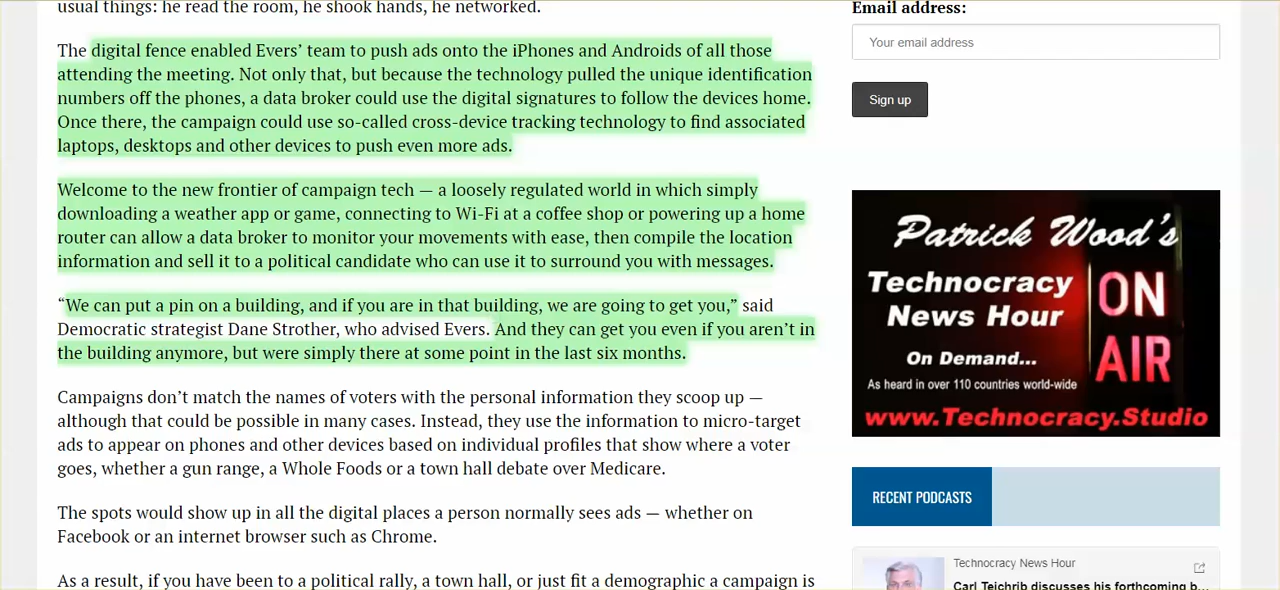 usual things: he read the room, he shook hands, he networked.
The digital fence enabled Evers’ team to push ads onto the iPhones and Androids of all those
attending the meeting. Not only that, but because the technology pulled the unique identification
numbers off the phones, a data broker could use the digital signatures to follow the devices home.
Once there, the campaign could use so-called cross-device tracking technology to find associated
laptops, desktops and other devices to push even more ads.
Welcome to the new frontier of campaign tech — a loosely regulated world in which simply
downloading a weather app or game, connecting to Wi-Fi at a coffee shop or powering up a home
router can allow a data broker to monitor your movements with ease, then compile the location
information and sell it to a political candidate who can use it to surround you with messages.
“We can put a pin on a building, and if you are in that building, we are going to get you,” said
Democratic strategist Dane Strother, who advised Evers. And they can get you even if you aren’t in
the building anymore, but were simply there at some point in the last six months.
Campaigns don’t match the names of voters with the personal information they scoop up —
although that could be possible in many cases. Instead, they use the information to micro-target
ads to appear on phones and other devices based on individual profiles that show where a voter
goes, whether a gun range, a Whole Foods or a town hall debate over Medicare.
The spots would show up in all the digital places a person normally sees ads — whether on
Facebook or an internet browser such as Chrome.
As a result, if you have been to a political rally, a town hall, or just fit a demographic a campaign is
Email address:
Your email address
Sign up
Patrick Wood's
Technocracy
News Hour
ON
AIR
On Demand...
As heard in over 110 countries world-wide
www.Technocracy.Studio
RECENT PODCASTS
Technocracy News Hour
Carl Teichrib discusses his forthcoming b...